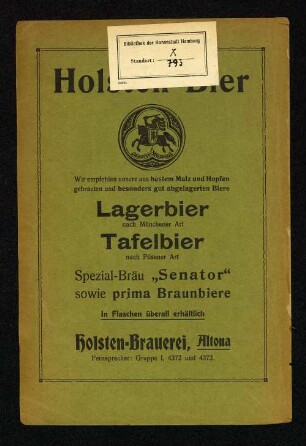 Bibliothek der Hansestadt Hamburg
Standort:
X
793
Holsten-Bier
Wir empfehlen unsere aus bestem Malz und Hopfen
gebrauten und besonders gut abgelagerten Biere
Lagerbier
nach Münchener Art
Tafelbier
nach Pilsener Art
Spezial-Bräu „Senator“
sowie prima Braunbiere
in Flaschen überall erhältlich
Holsten-Brauerei, Altona
Fernsprecher: Gruppe I, 4372 und 4373.